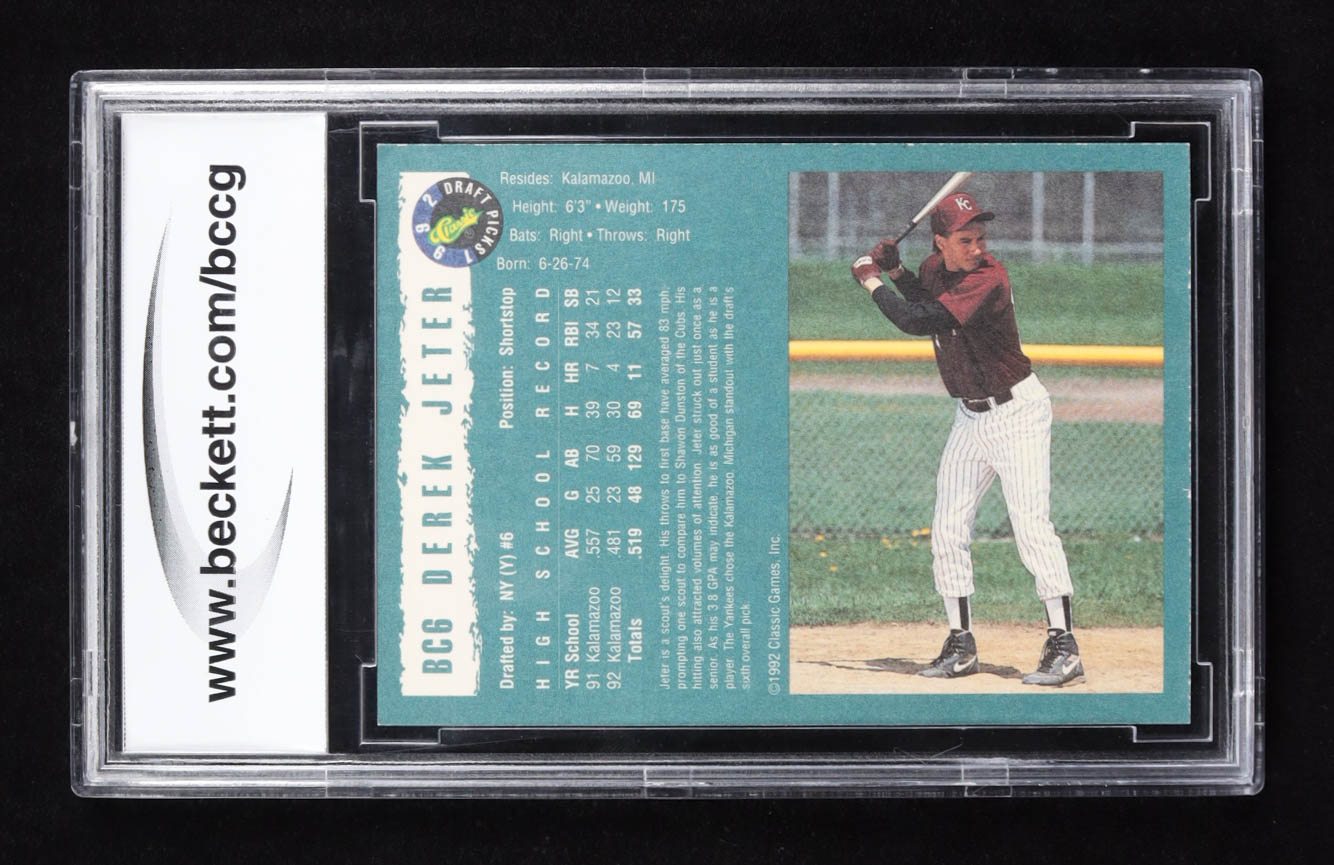 www.beckett.com/bccg
BC6 DEREK JETER
1992 DRAFT PICKS
Classic
®
Resides: Kalamazoo, MI
Height: 6'3" • Weight: 175
Bats: Right • Throws: Right
Born: 6-26-74
Drafted by: NY (Y) #6 Position: Shortstop
HIGH SCHOOL RECORD
YR School AVG G AB H HR RBI SB
91 Kalamazoo .557 25 70 39 7 34 21
92 Kalamazoo .481 23 59 30 4 23 12
Totals .519 48 129 69 11 57 33
Jeter is a scout's delight. His throws to first base have averaged 83 mph;
prompting one scout to compare him to Shawon Dunston of the Cubs. His
hitting also attracted volumes of attention. Jeter struck out just once as a
senior. As his 3.8 GPA may indicate, he is as good of a student as he is a
player. The Yankees chose the Kalamazoo, Michigan standout with the draft's
sixth overall pick.
©1992 Classic Games, Inc.
KC